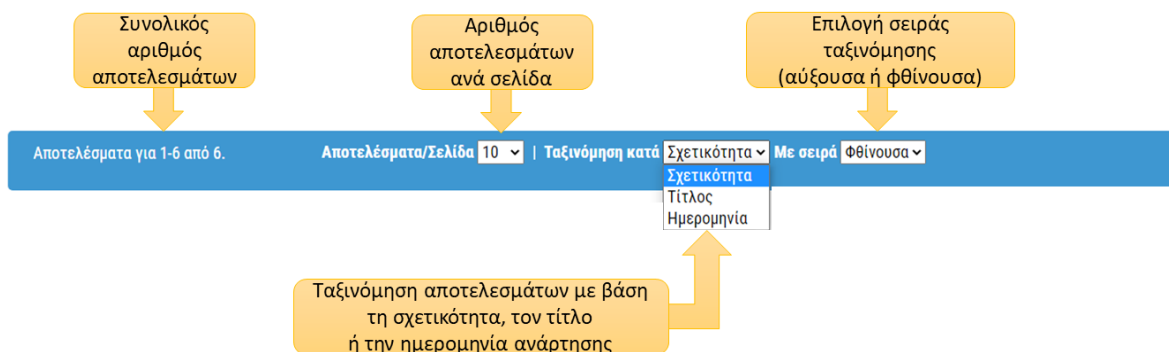 Συνολικός
αριθμός
αποτελεσμάτων
Αριθμός
αποτελεσμάτων
ανά σελίδα
Επιλογή σειράς
ταξινόμησης
(αύξουσα ή φθίνουσα)
Αποτελέσματα για 1-6 από 6. Αποτελέσματα/Σελίδα 10 | Ταξινόμηση κατά Σχετικότητα Με σειρά Φθίνουσα
Σχετικότητα
Τίτλος
Ημερομηνία
Ταξινόμηση αποτελεσμάτων με βάση
τη σχετικότητα, τον τίτλο
ή την ημερομηνία ανάρτησης